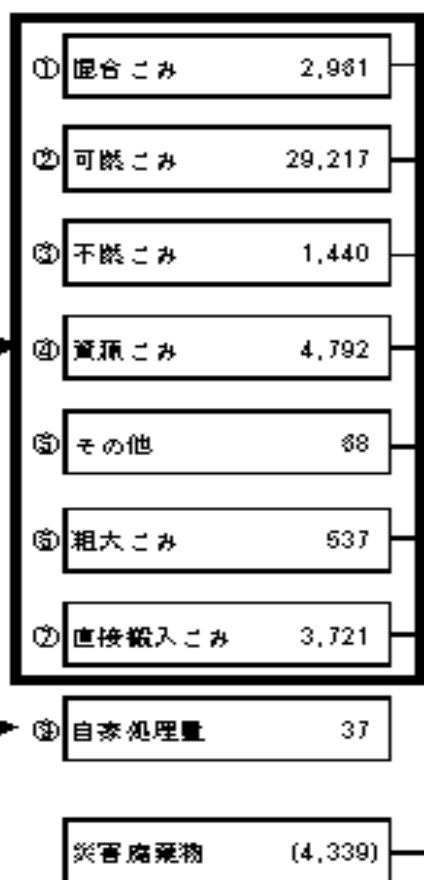 ① 混合ごみ 2,961
② 可燃ごみ 29,217
③ 不燃ごみ 1,440
④ 資源ごみ 4,792
⑤ その他 68
⑥ 粗大ごみ 537
⑦ 直接搬入ごみ 3,721
⑧ 自家処理量 37
災害廃棄物 (4,339)